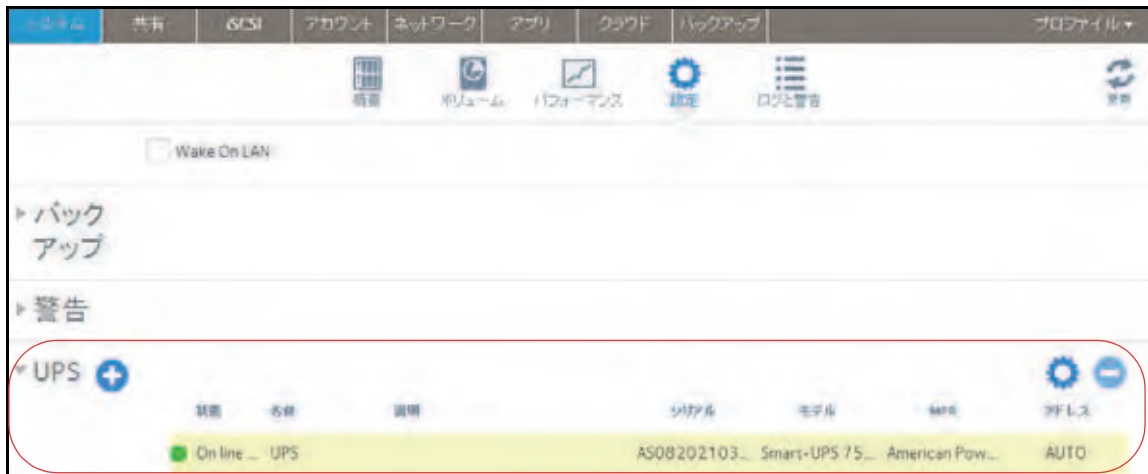 共有 iSCSI アカウント ネットワーク アプリ クラウド バックアップ プロファイル
概要 ボリューム パフォーマンス 設定 ログと警告 更新
Wake On LAN
バック
アップ
警告
UPS
状態 名前 説明 シリアル モデル MFR アドレス
On line ... UPS AS08202103... Smart-UPS 75... American Pow... AUTO